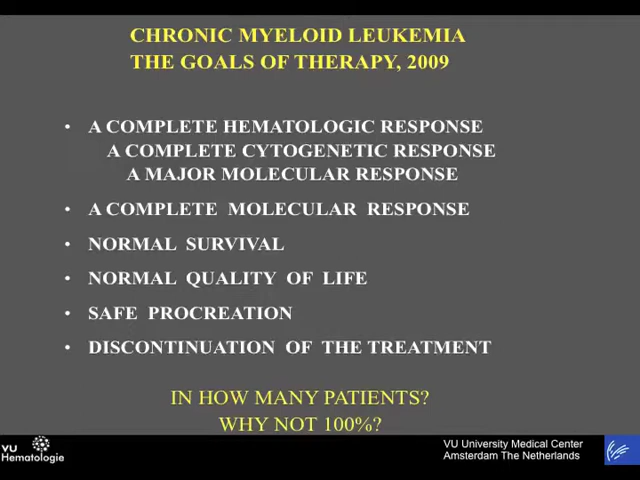 CHRONIC MYELOID LEUKEMIA
THE GOALS OF THERAPY, 2009
• A COMPLETE HEMATOLOGIC RESPONSE
A COMPLETE CYTOGENETIC RESPONSE
A MAJOR MOLECULAR RESPONSE
• A COMPLETE MOLECULAR RESPONSE
• NORMAL SURVIVAL
• NORMAL QUALITY OF LIFE
• SAFE PROCREATION
• DISCONTINUATION OF THE TREATMENT
IN HOW MANY PATIENTS?
WHY NOT 100%?
VU
Hematologie
VU University Medical Center
Amsterdam The Netherlands